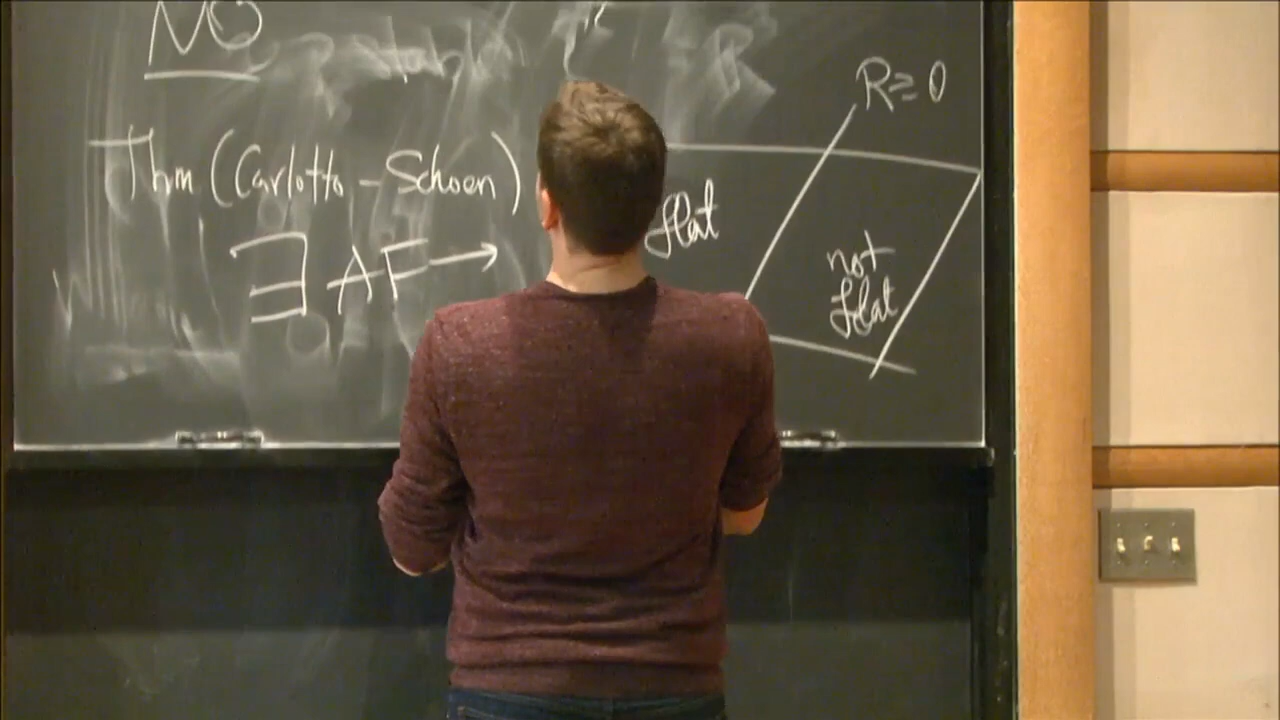 NO
Thm (Carlotto - Schoen)
∃ AF →
R ≥ 0
flat
not
flat